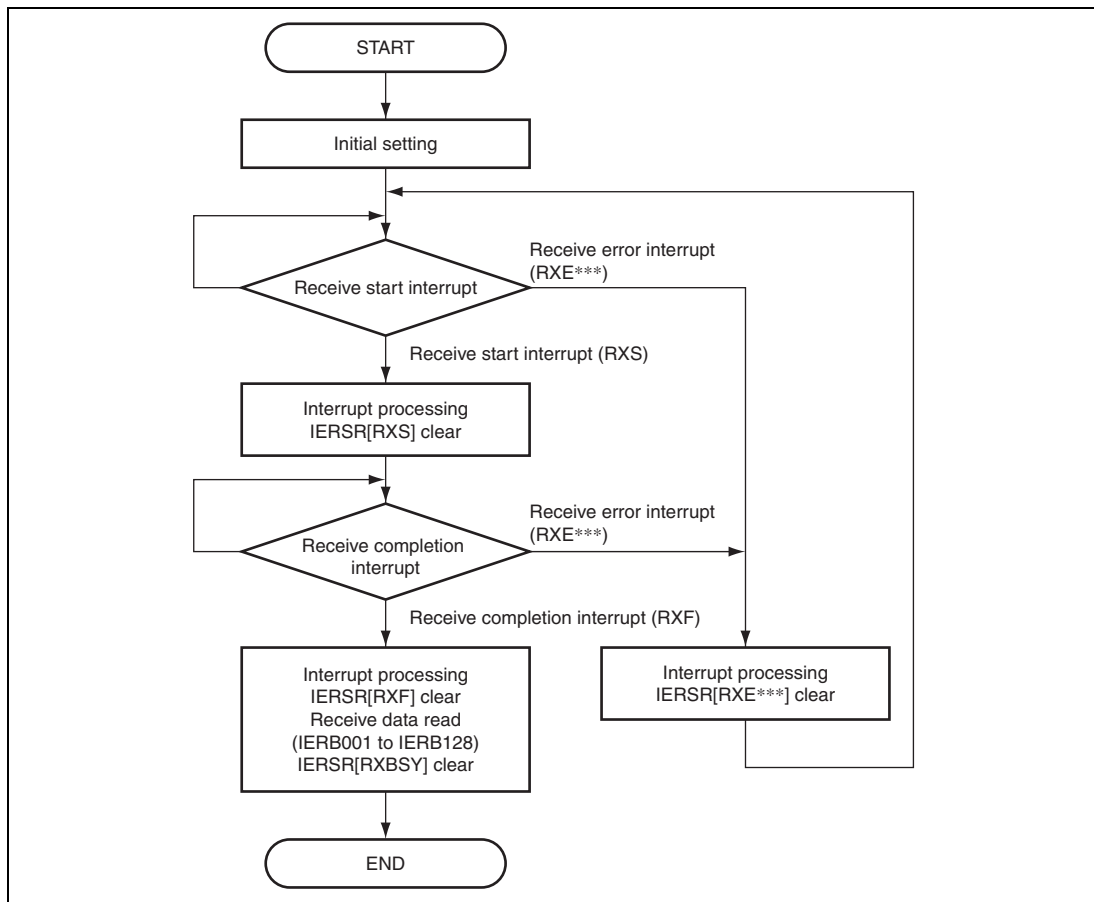 START
Initial setting
Receive error interrupt
(RXE***)
Receive start interrupt
Receive start interrupt (RXS)
Interrupt processing
IERSR[RXS] clear
Receive error interrupt
(RXE***)
Receive completion
interrupt
Receive completion interrupt (RXF)
Interrupt processing
IERSR[RXF] clear
Receive data read
(IERB001 to IERB128)
IERSR[RXBSY] clear
Interrupt processing
IERSR[RXE***] clear
END